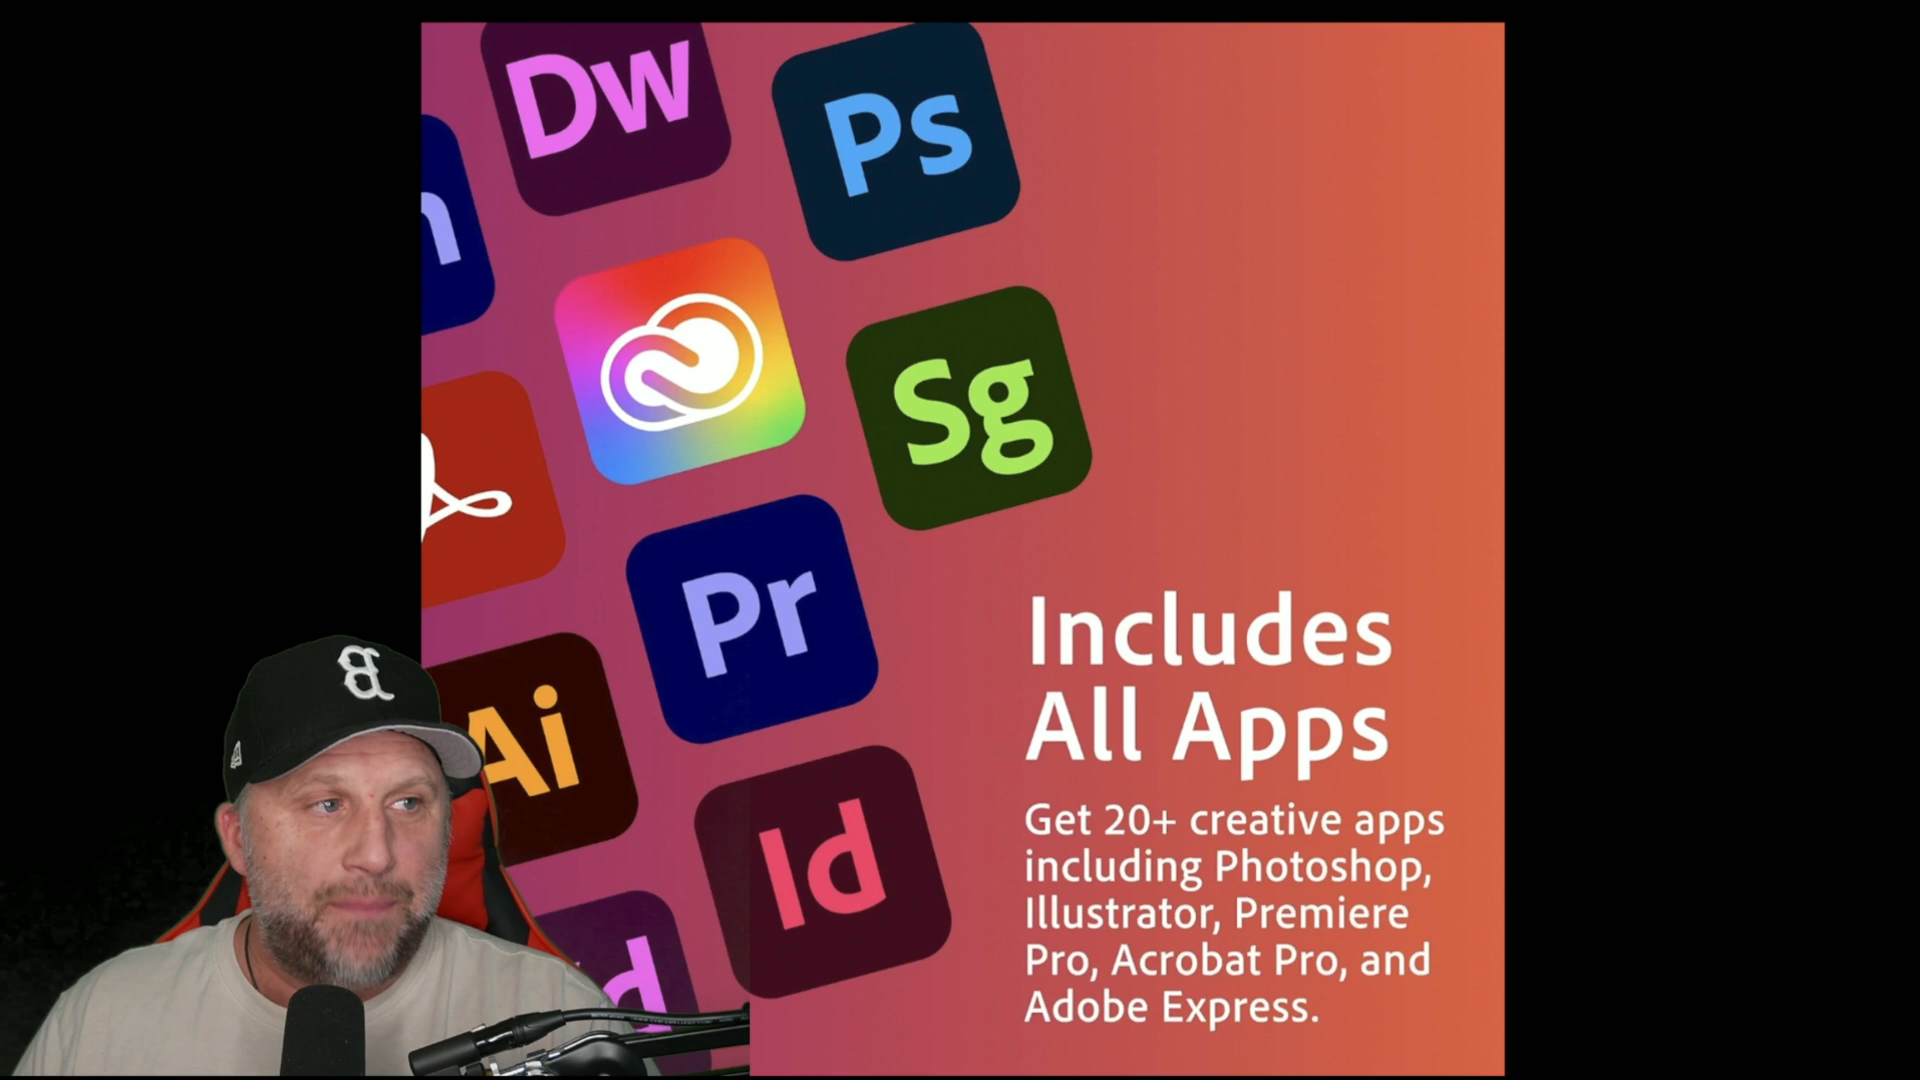 Dw
Ps
n
Sg
Pr
Ai
Id
d
B
Includes
All Apps
Get 20+ creative apps
including Photoshop,
Illustrator, Premiere
Pro, Acrobat Pro, and
Adobe Express.